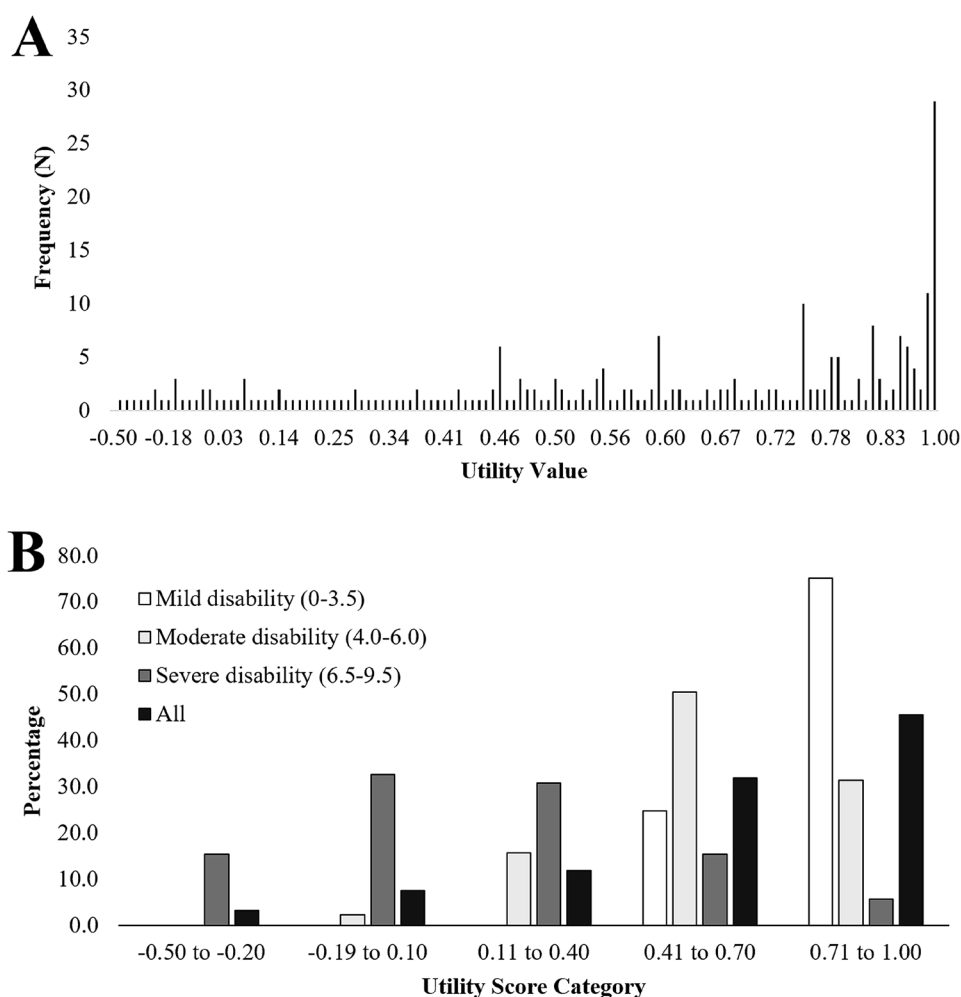 A
35
30
25
20
15
10
5
0
Frequency (N)
-0.50 -0.18 0.03 0.14 0.25 0.34 0.41 0.46 0.50 0.56 0.60 0.67 0.72 0.78 0.83 1.00
Utility Value
B
80.0
70.0
60.0
50.0
40.0
30.0
20.0
10.0
0.0
Percentage
Mild disability (0-3.5)
Moderate disability (4.0-6.0)
Severe disability (6.5-9.5)
All
-0.50 to -0.20 -0.19 to 0.10 0.11 to 0.40 0.41 to 0.70 0.71 to 1.00
Utility Score Category